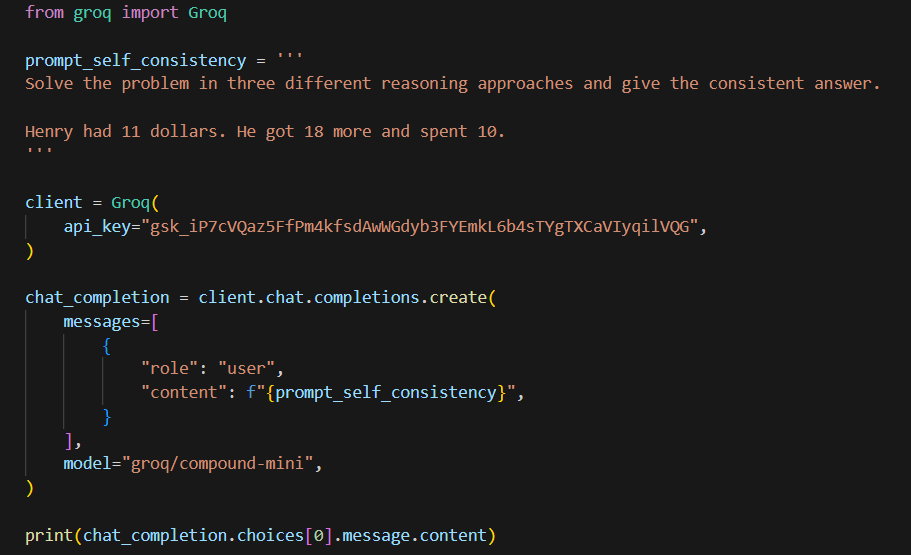 from groq import Groq
prompt_self_consistency = '''
Solve the problem in three different reasoning approaches and give the consistent answer.
Henry had 11 dollars. He got 18 more and spent 10.
'''
client = Groq(
    api_key="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",
)
chat_completion = client.chat.completions.create(
    messages=[
        {
            "role": "user",
            "content": f"{prompt_self_consistency}",
        }
    ],
    model="groq/compound-mini",
)
print(chat_completion.choices[0].message.content)